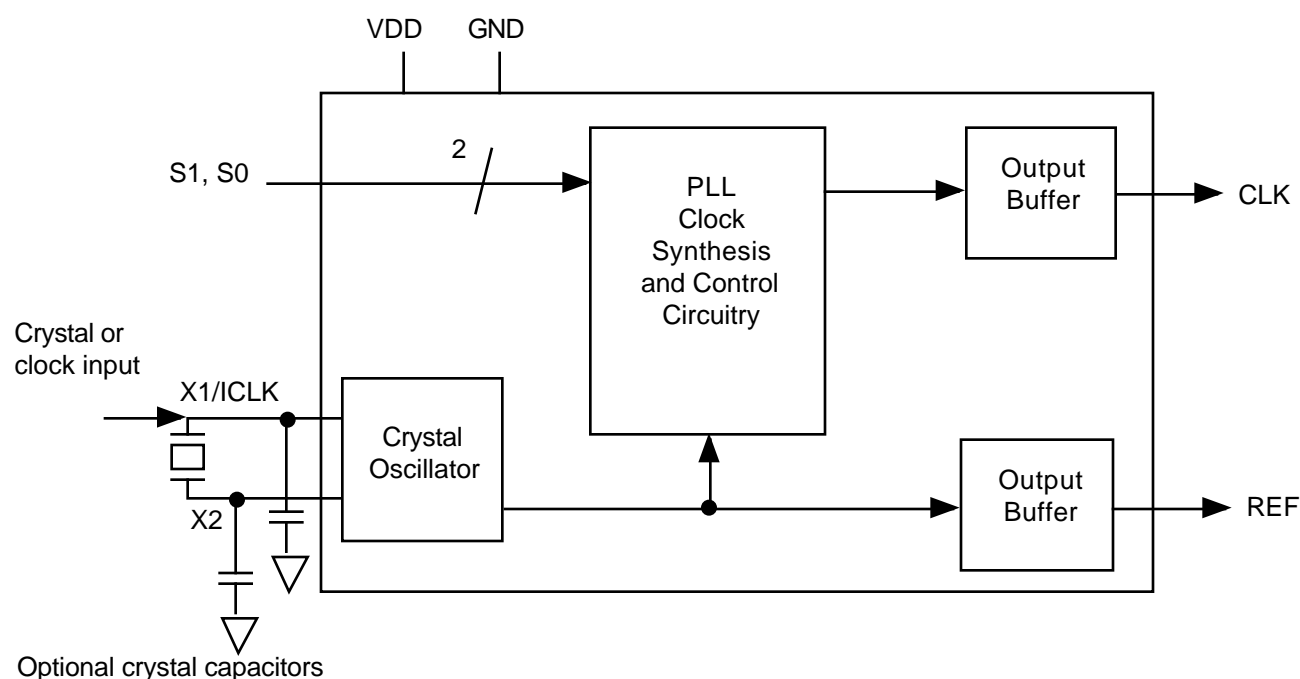 VDD
GND
2
S1, S0
PLL
Clock
Synthesis
and Control
Circuitry
Output
Buffer
CLK
Crystal or
clock input
X1/ICLK
X2
Crystal
Oscillator
Output
Buffer
REF
Optional crystal capacitors